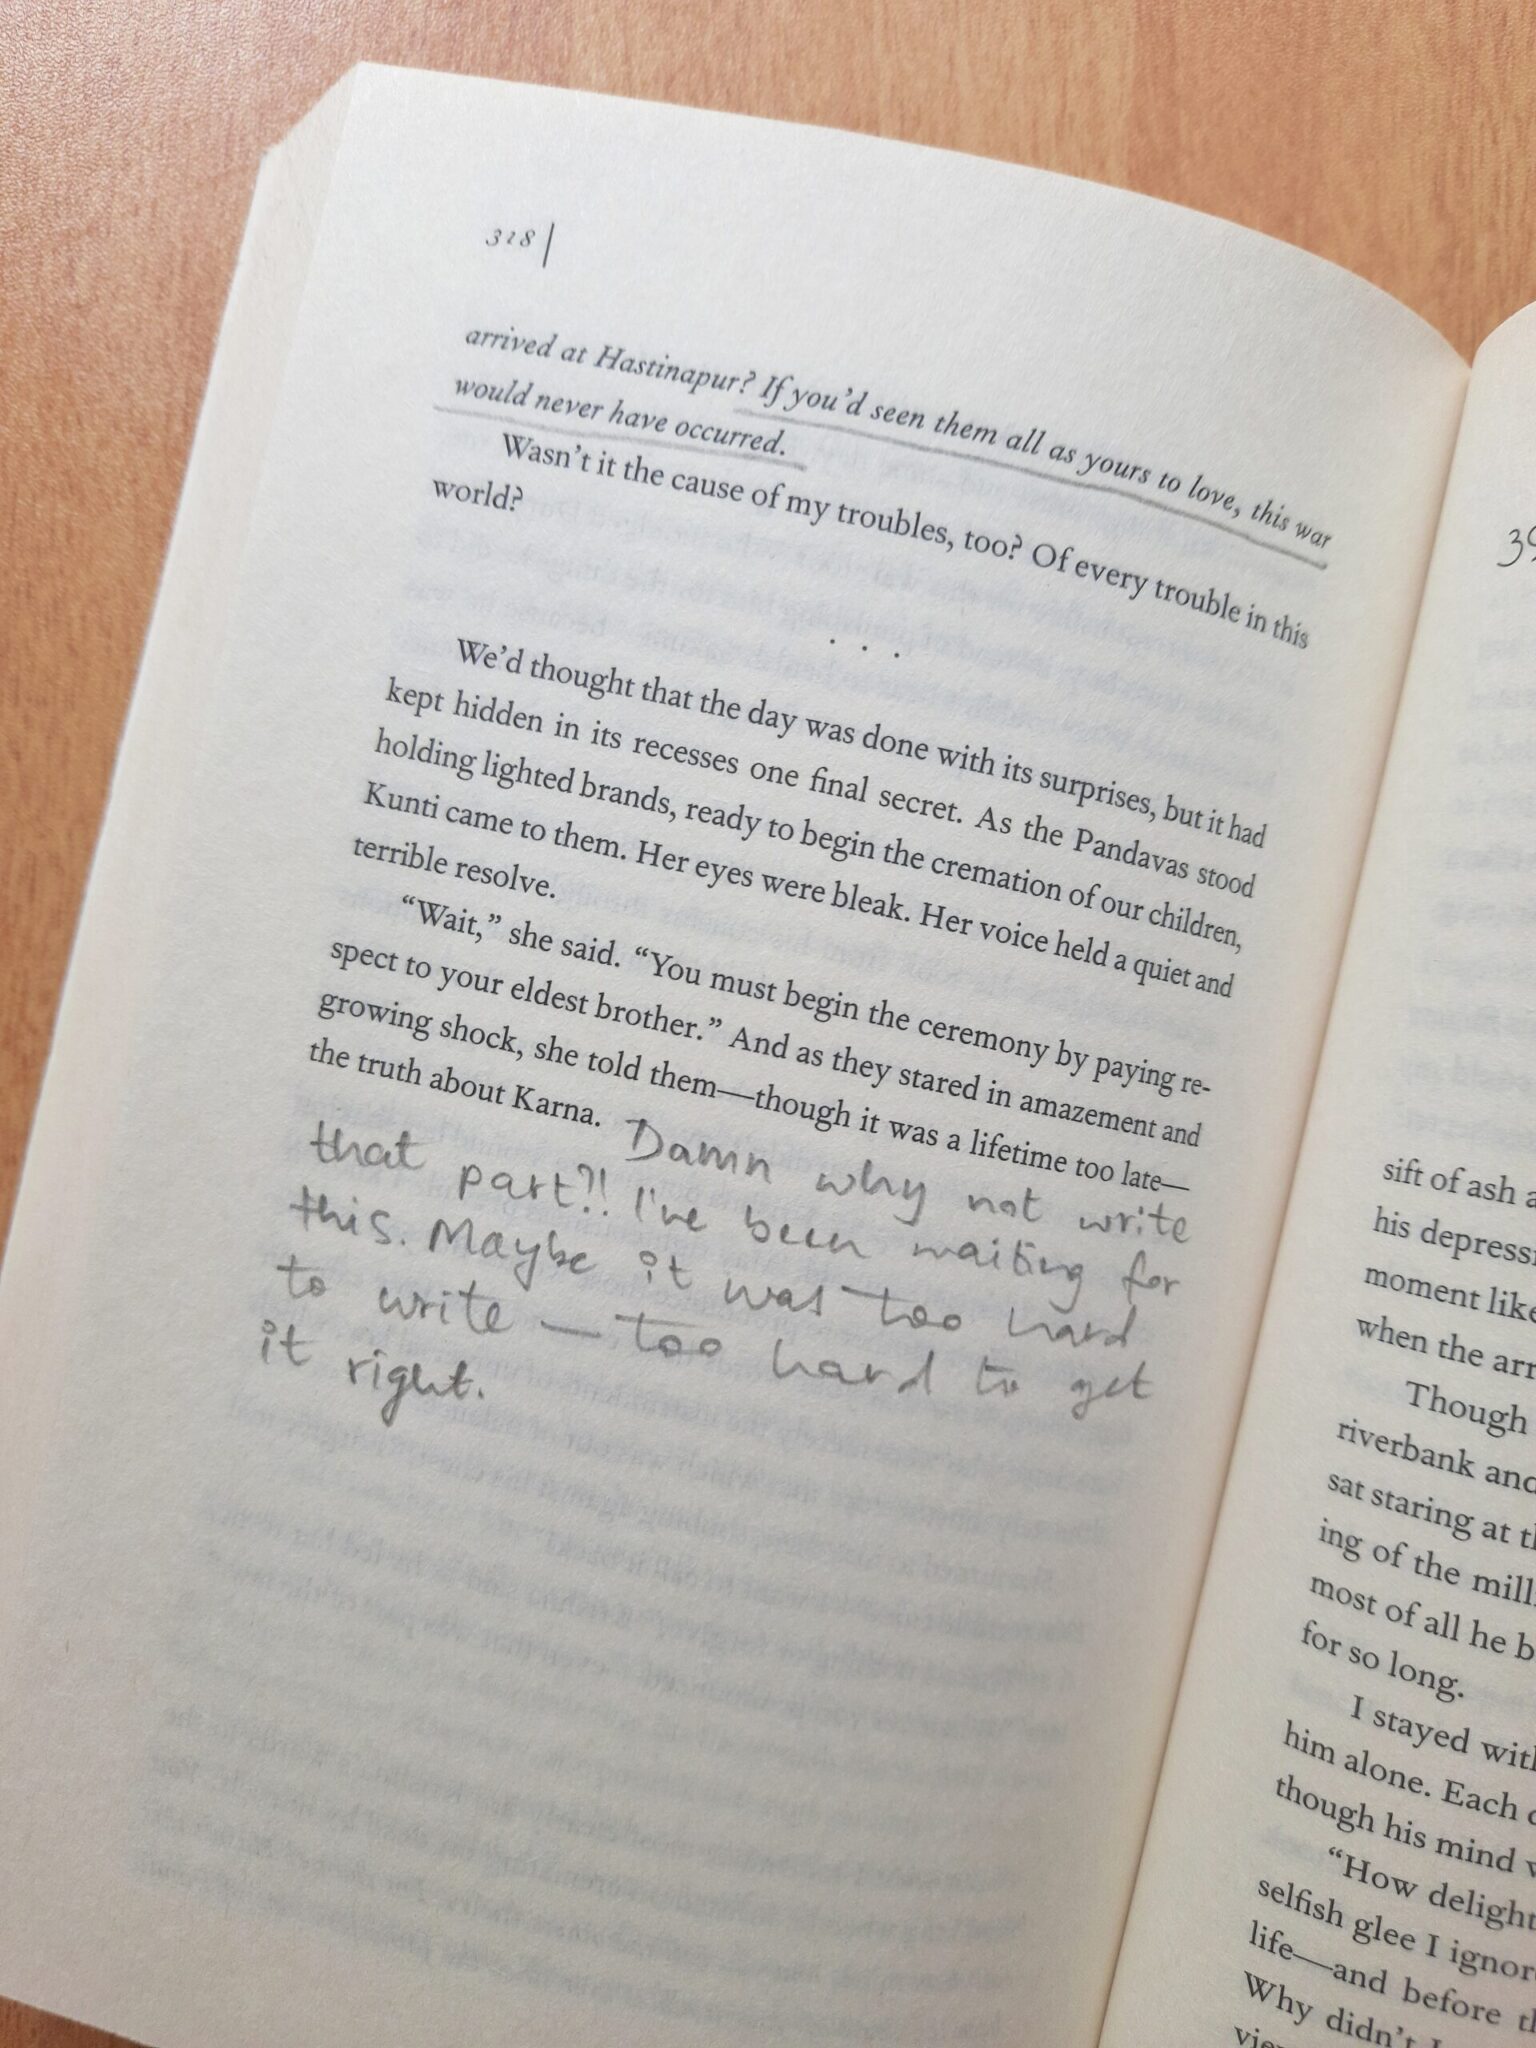 318
arrived at Hastinapur? If you'd seen them all as yours to love, this war
would never have occurred.
Wasn't it the cause of my troubles, too? Of every trouble in this
world?
. . .
We'd thought that the day was done with its surprises, but it had
kept hidden in its recesses one final secret. As the Pandavas stood
holding lighted brands, ready to begin the cremation of our children,
Kunti came to them. Her eyes were bleak. Her voice held a quiet and
terrible resolve.
“Wait,” she said. “You must begin the ceremony by paying re-
spect to your eldest brother.” And as they stared in amazement and
growing shock, she told them—though it was a lifetime too late—
the truth about Karna.
Damn why not write
that part?! I've been waiting for
this. Maybe it was too hard
to write — too hard to get
it right.
39
sift of ash
his depress
moment like
when the arr
Though
riverbank and
sat staring at t
ing of the mill
most of all he b
for so long.
I stayed with
him alone. Each
though his mind
“How delight
selfish glee I ignor
life—and before th
Why didn't